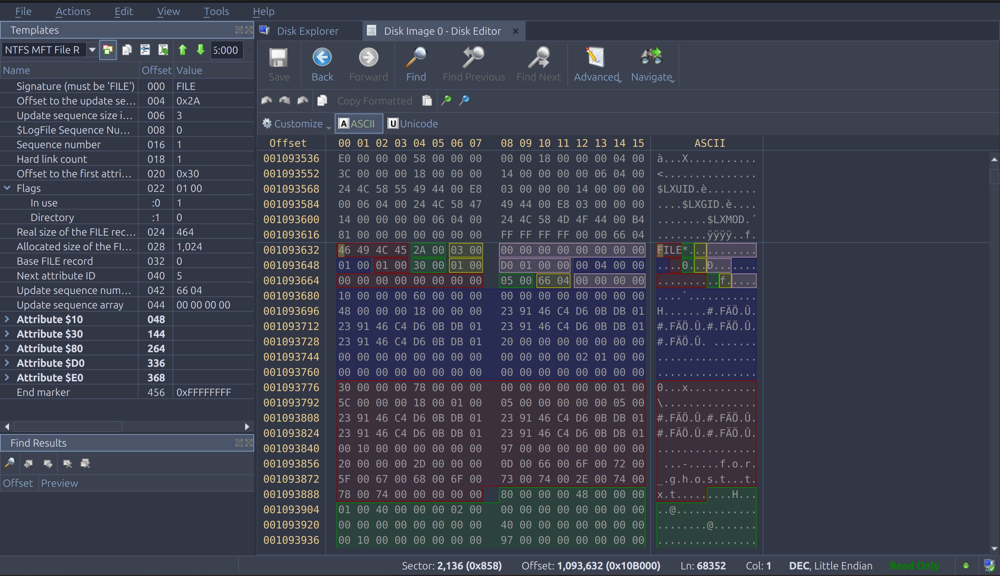 File Actions Edit View Tools Help
Templates
NTFS MFT File R 5:000
Name Offset Value
Signature (must be 'FILE') 000 FILE
Offset to the update se... 004 0x2A
Update sequence size i... 006 3
$LogFile Sequence Nu... 008 0
Sequence number 016 1
Hard link count 018 1
Offset to the first attri... 020 0x30
Flags 022 01 00
In use :0 1
Directory :1 0
Real size of the FILE rec... 024 464
Allocated size of the FI... 028 1,024
Base FILE record 032 0
Next attribute ID 040 5
Update sequence num... 042 66 04
Update sequence array 044 00 00 00 00
Attribute $10 048
Attribute $30 144
Attribute $80 264
Attribute $D0 336
Attribute $E0 368
End marker 456 0xFFFFFFFF
Find Results
Offset Preview
Disk Explorer Disk Image 0 - Disk Editor
Save Back Forward Find Find Previous Find Next Advanced Navigate
Copy Formatted
Customize A ASCII U Unicode
Offset 00 01 02 03 04 05 06 07 08 09 10 11 12 13 14 15 ASCII
001093536 E0 00 00 00 58 00 00 00 00 00 18 00 00 00 04 00 à...X...........
001093552 3C 00 00 00 18 00 00 00 14 00 00 00 00 06 04 00 <...............
001093568 24 4C 58 55 49 44 00 E8 03 00 00 00 14 00 00 00 $LXUID.è........
001093584 00 06 04 00 24 4C 58 47 49 44 00 E8 03 00 00 00 ....$LXGID.è....
001093600 14 00 00 00 00 06 04 00 24 4C 58 4D 4F 44 00 B4 ........$LXMOD.´
001093616 81 00 00 00 00 00 00 00 FF FF FF FF 00 00 66 04 ........ÿÿÿÿ..f.
001093632 46 49 4C 45 2A 00 03 00 00 00 00 00 00 00 00 00 FILE*...........
001093648 01 00 01 00 30 00 01 00 D0 01 00 00 00 04 00 00 ....0...Ð.......
001093664 00 00 00 00 00 00 00 00 05 00 66 04 00 00 00 00 ..........f.....
001093680 10 00 00 00 60 00 00 00 00 00 00 00 00 00 00 00 ....`...........
001093696 48 00 00 00 18 00 00 00 23 91 46 C4 D6 0B DB 01 H.......#.FÄÖ.Û.
001093712 23 91 46 C4 D6 0B DB 01 23 91 46 C4 D6 0B DB 01 #.FÄÖ.Û.#.FÄÖ.Û.
001093728 23 91 46 C4 D6 0B DB 01 20 00 00 00 00 00 00 00 #.FÄÖ.Û. .......
001093744 00 00 00 00 00 00 00 00 00 00 00 00 02 01 00 00 ................
001093760 00 00 00 00 00 00 00 00 00 00 00 00 00 00 00 00 ................
001093776 30 00 00 00 78 00 00 00 00 00 00 00 00 00 01 00 0...x...........
001093792 5C 00 00 00 18 00 01 00 05 00 00 00 00 00 05 00 \...............
001093808 23 91 46 C4 D6 0B DB 01 23 91 46 C4 D6 0B DB 01 #.FÄÖ.Û.#.FÄÖ.Û.
001093824 23 91 46 C4 D6 0B DB 01 23 91 46 C4 D6 0B DB 01 #.FÄÖ.Û.#.FÄÖ.Û.
001093840 00 10 00 00 00 00 00 00 97 00 00 00 00 00 00 00 ................
001093856 20 00 00 00 2D 00 00 00 0D 00 66 00 6F 00 72 00 ...-.....f.o.r.
001093872 5F 00 67 00 68 00 6F 00 73 00 74 00 2E 00 74 00 _.g.h.o.s.t...t.
001093888 78 00 74 00 00 00 00 00 80 00 00 00 48 00 00 00 x.t.........H...
001093904 01 00 40 00 00 00 02 00 00 00 00 00 00 00 00 00 ..@.............
001093920 00 00 00 00 00 00 00 00 40 00 00 00 00 00 00 00 ........@.......
001093936 00 10 00 00 00 00 00 00 97 00 00 00 00 00 00 00 ................
Sector: 2,136 (0x858) Offset: 1,093,632 (0x10B000) Ln: 68352 Col: 1 DEC, Little Endian Read Only